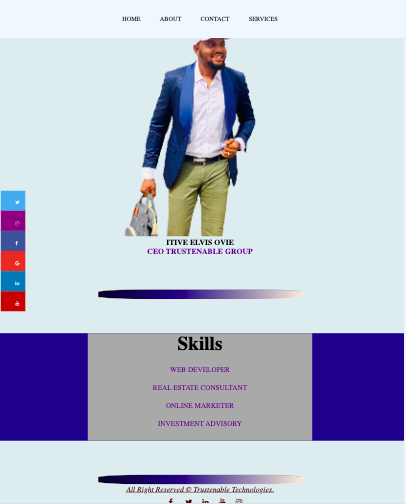 HOME ABOUT CONTACT SERVICES
ITIVE ELVIS OVIE
CEO TRUSTENABLE GROUP
Skills
WEB DEVELOPER
REAL ESTATE CONSULTANT
ONLINE MARKETER
INVESTMENT ADVISORY
All Right Reserved © Trustenable Technologies.